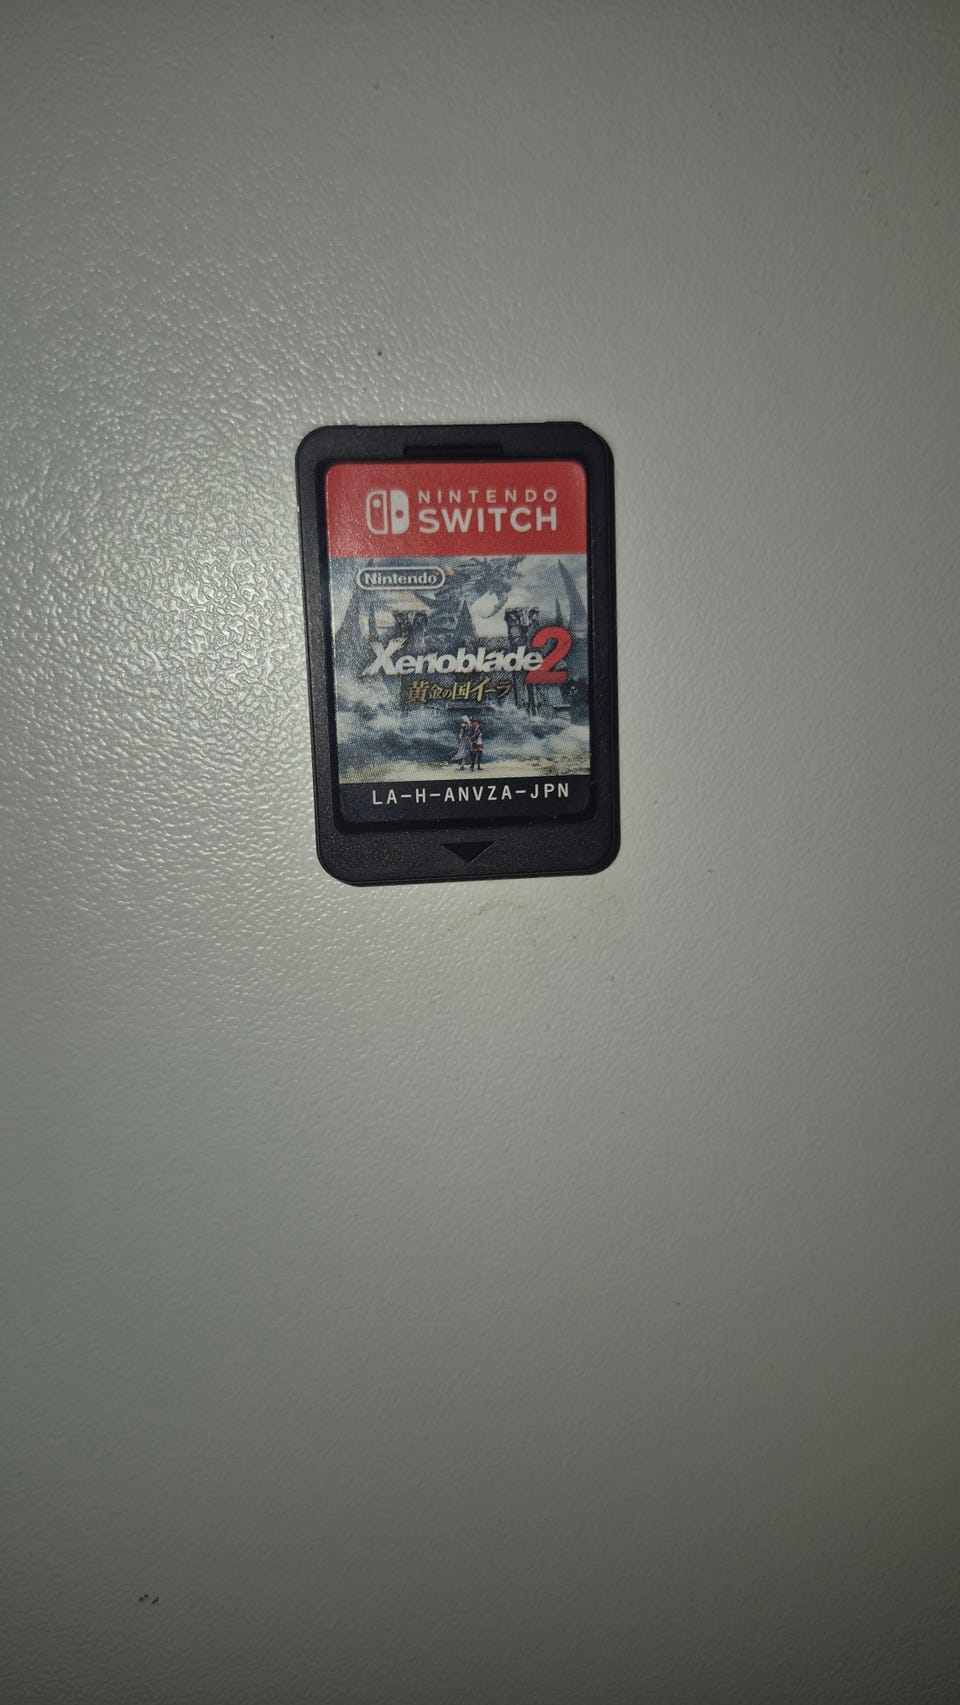 NINTENDO
SWITCH
Nintendo
Xenoblade2
黄金の国イーラ
LA-H-ANVZA-JPN